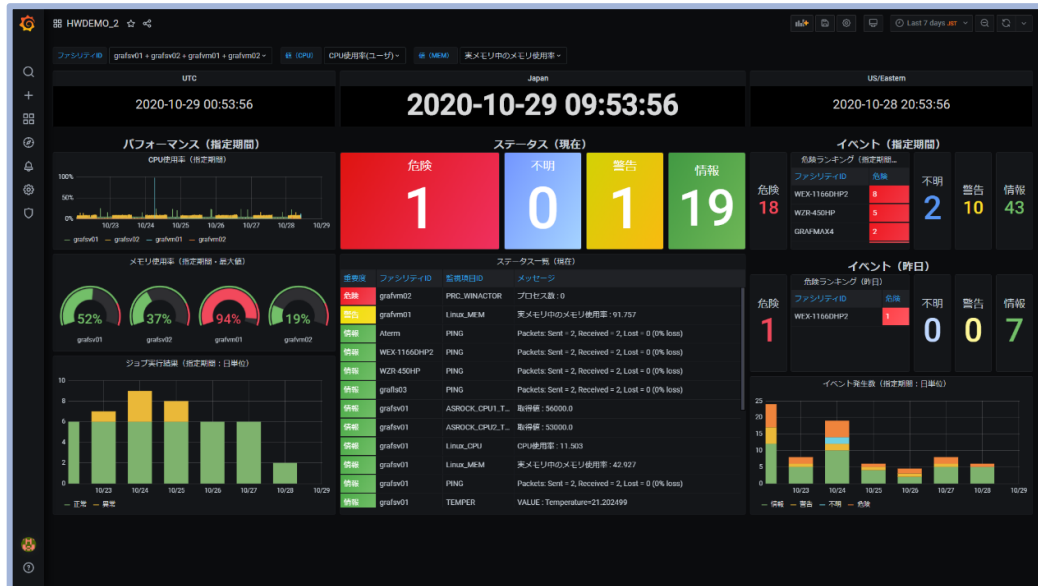 HWDEMO_2
Last 7 days JST
ファシリティID grafsv01 + grafsv02 + grafvm01 + grafvm02 値（CPU） CPU使用率(ユーザ) 値（MEM） 実メモリ中のメモリ使用率
UTC
2020-10-29 00:53:56
Japan
2020-10-29 09:53:56
US/Eastern
2020-10-28 20:53:56
パフォーマンス（指定期間）
CPU使用率（指定期間）
100%
50%
0%
10/23 10/24 10/25 10/26 10/27 10/28 10/29
grafsv01 grafsv02 grafvm01 grafvm02
メモリ使用率（指定期間・最大値）
52% 37% 94% 19%
grafsv01 grafsv02 grafvm01 grafvm02
ジョブ実行結果（指定期間：日単位）
10
8
6
4
2
0
10/23 10/24 10/25 10/26 10/27 10/28 10/29
正常 異常
ステータス（現在）
危険 不明 警告 情報
1 0 1 19
ステータス一覧（現在）
重要度 ファシリティID 監視項目ID メッセージ
危険 grafvm02 PRC_WINACTOR プロセス数 : 0
警告 grafvm01 Linux_MEM 実メモリ中のメモリ使用率 : 91.757
情報 Aterm PING Packets: Sent = 2, Received = 2, Lost = 0 (0% loss)
情報 WEX-1166DHP2 PING Packets: Sent = 2, Received = 2, Lost = 0 (0% loss)
情報 WZR-450HP PING Packets: Sent = 2, Received = 2, Lost = 0 (0% loss)
情報 grafls03 PING Packets: Sent = 2, Received = 2, Lost = 0 (0% loss)
情報 grafsv01 ASROCK_CPU1_T... 取得値 : 56000.0
情報 grafsv01 ASROCK_CPU2_T... 取得値 : 53000.0
情報 grafsv01 Linux_CPU CPU使用率 : 11.503
情報 grafsv01 Linux_MEM 実メモリ中のメモリ使用率 : 42.927
情報 grafsv01 PING Packets: Sent = 2, Received = 2, Lost = 0 (0% loss)
情報 grafsv01 TEMPER VALUE : Temperature=21.202499
イベント（指定期間）
危険
18
危険ランキング（指定期間...
ファシリティID 危険
WEX-1166DHP2 8
WZR-450HP 5
GRAFMAX4 2
不明
2
警告
10
情報
43
イベント（昨日）
危険
1
危険ランキング（昨日）
ファシリティID 危険
WEX-1166DHP2 1
不明
0
警告
0
情報
7
イベント発生数（指定期間：日単位）
25
20
15
10
5
0
10/23 10/24 10/25 10/26 10/27 10/28 10/29
情報 警告 不明 危険